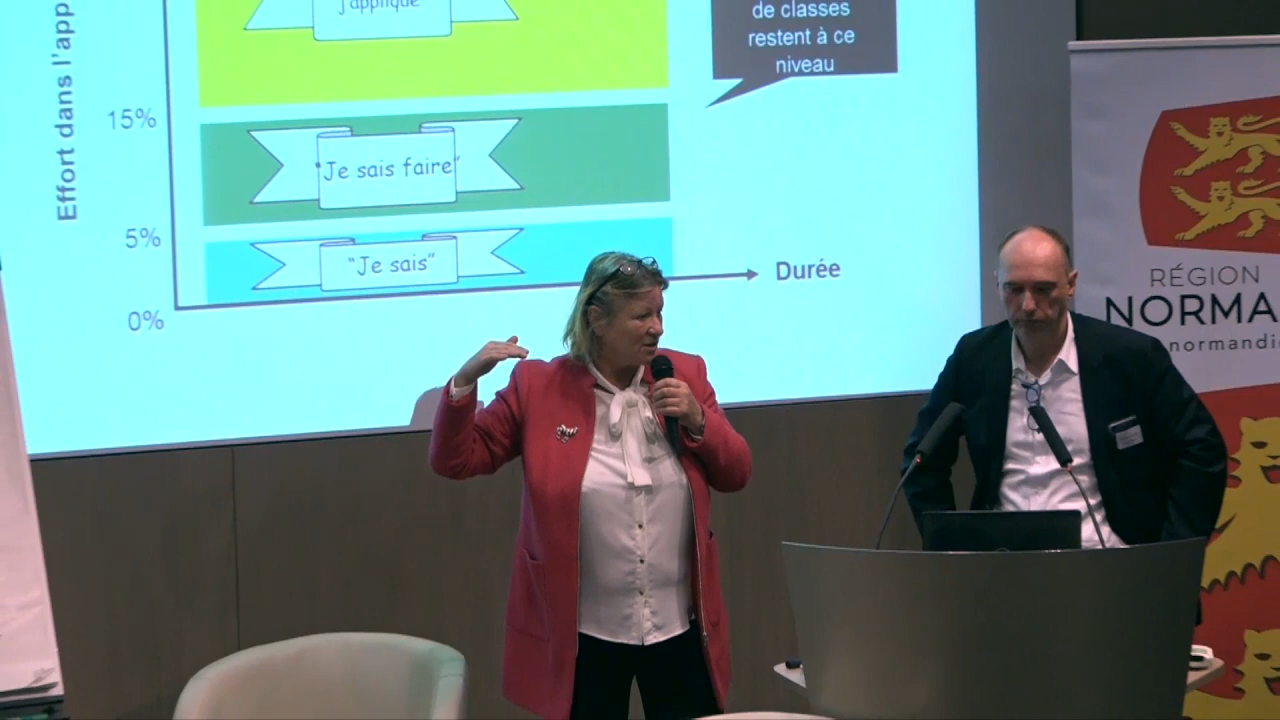 j'applique
Effort dans l'app
de classes
restent à ce
niveau
15%
"Je sais faire"
5%
"Je sais"
Durée
0%
RÉGION
NORMA
normandi